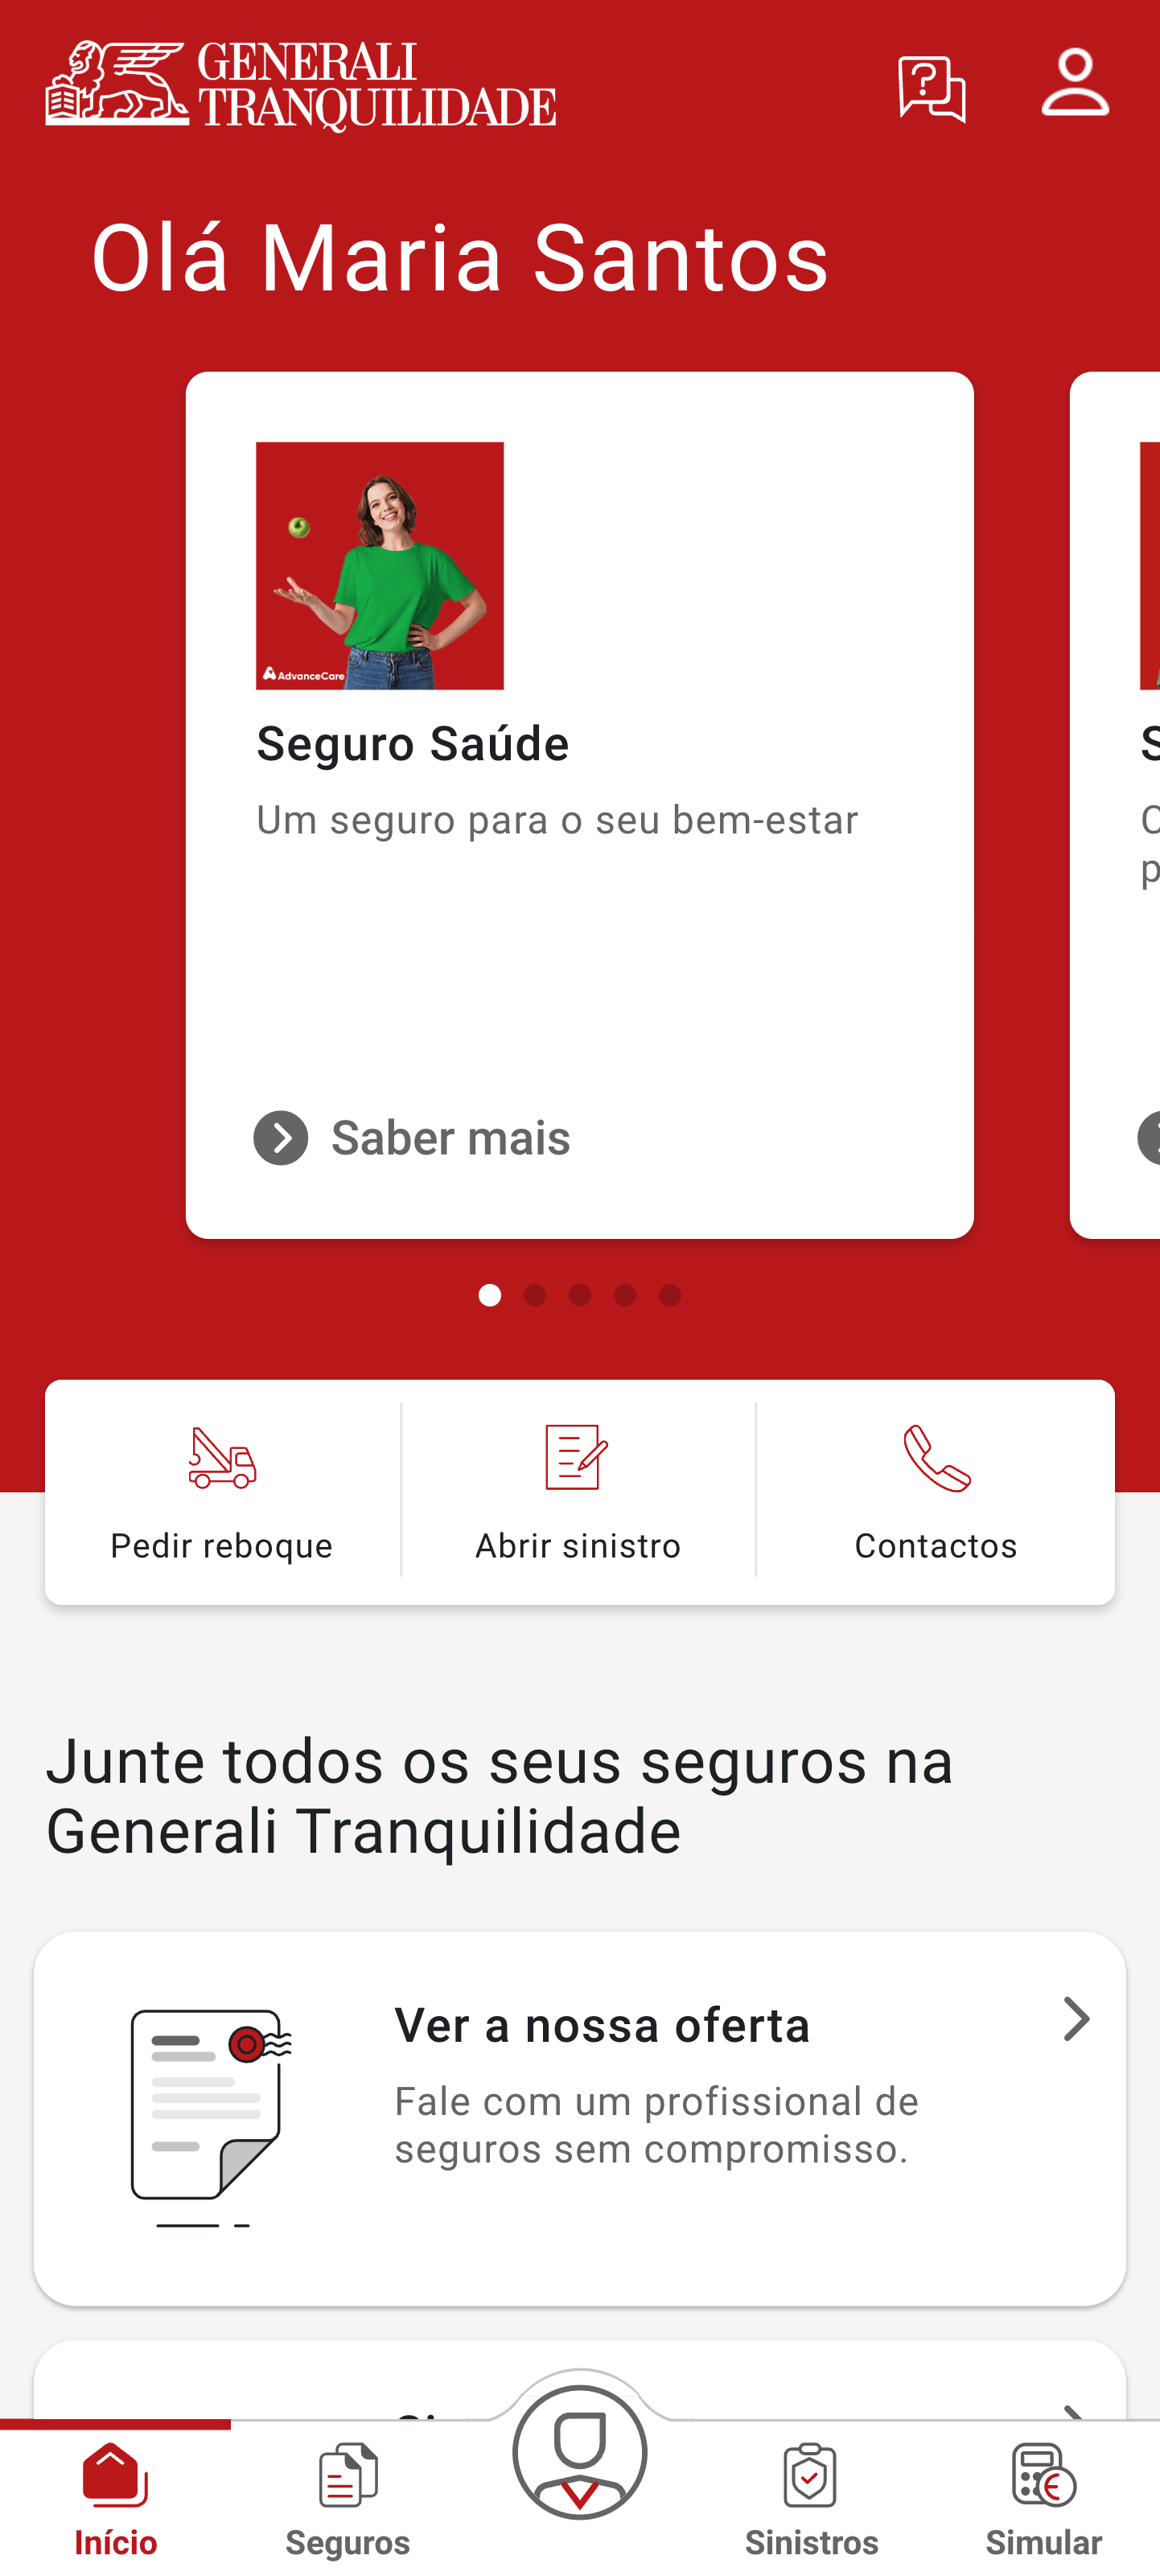 GENERALI
TRANQUILIDADE
Olá Maria Santos
AdvanceCare
Seguro Saúde
Um seguro para o seu bem-estar
Saber mais
Pedir reboque
Abrir sinistro
Contactos
Junte todos os seus seguros na
Generali Tranquilidade
Ver a nossa oferta
Fale com um profissional de
seguros sem compromisso.
Início
Seguros
Sinistros
Simular